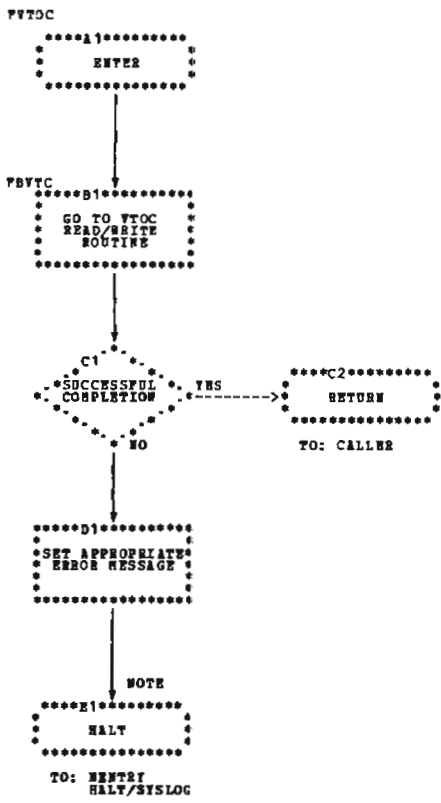 FVTOC
A1
ENTER
FBVTC
B1
GO TO VTOC
READ/WRITE
ROUTINE
C1
SUCCESSFUL
COMPLETION
YES
NO
C2
RETURN
TO: CALLER
D1
SET APPROPRIATE
ERROR MESSAGE
NOTE
E1
HALT
TO: NENTRY
HALT/SYSLOG